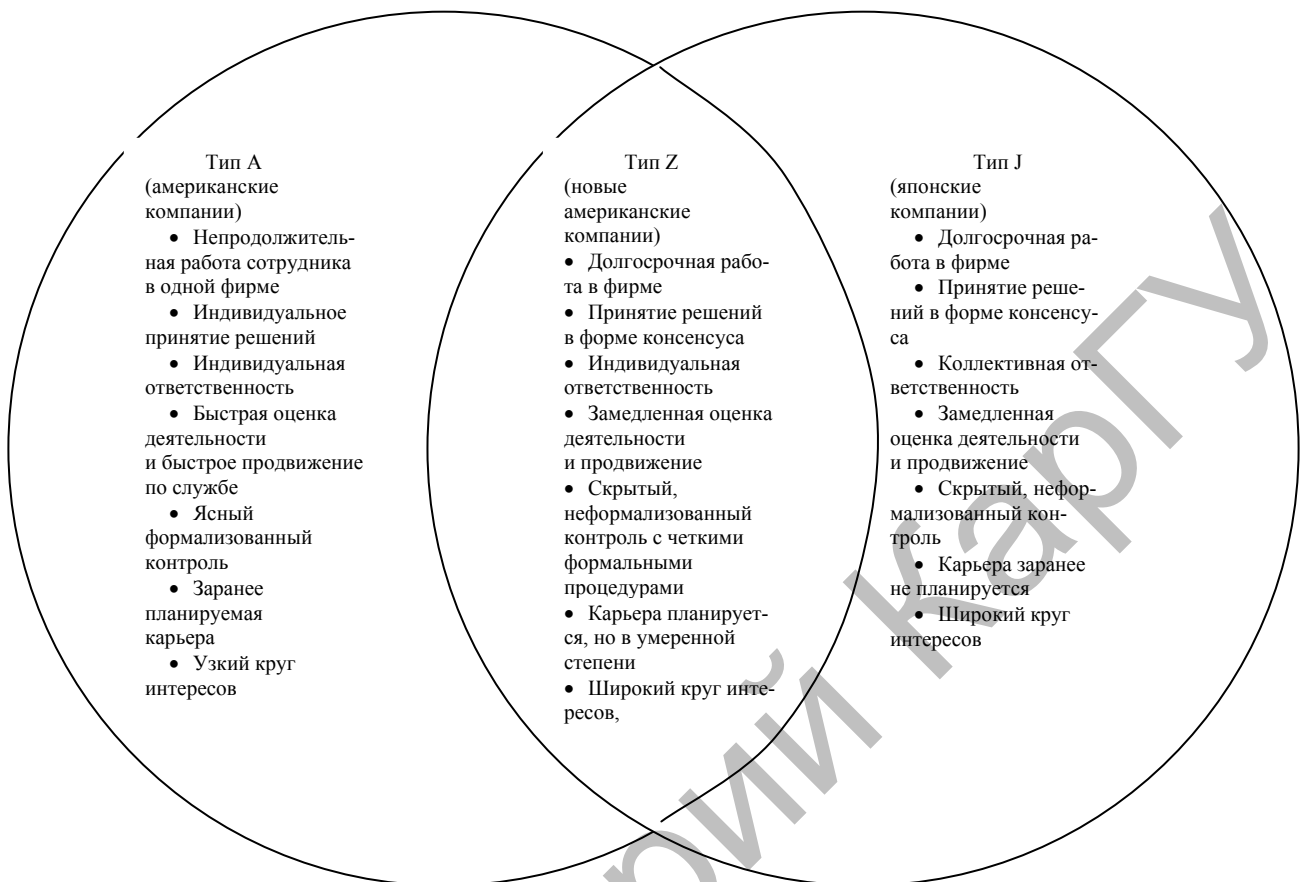 Тип А
(американские
компании)
• Непродолжитель-
ная работа сотрудника
в одной фирме
• Индивидуальное
принятие решений
• Индивидуальная
ответственность
• Быстрая оценка
деятельности
и быстрое продвижение
по службе
• Ясный
формализованный
контроль
• Заранее
планируемая
карьера
• Узкий круг
интересов
Тип Z
(новые
американские
компании)
• Долгосрочная рабо-
та в фирме
• Принятие решений
в форме консенсуса
• Индивидуальная
ответственность
• Замедленная оценка
деятельности
и продвижение
• Скрытый,
неформализованный
контроль с четкими
формальными
процедурами
• Карьера планирует-
ся, но в умеренной
степени
• Широкий круг инте-
ресов,
Тип J
(японские
компании)
• Долгосрочная ра-
бота в фирме
• Принятие реше-
ний в форме консенсу-
са
• Коллективная от-
ветственность
• Замедленная
оценка деятельности
и продвижение
• Скрытый, нефор-
мализованный кон-
троль
• Карьера заранее
не планируется
• Широкий круг
интересов
рий КарГУ